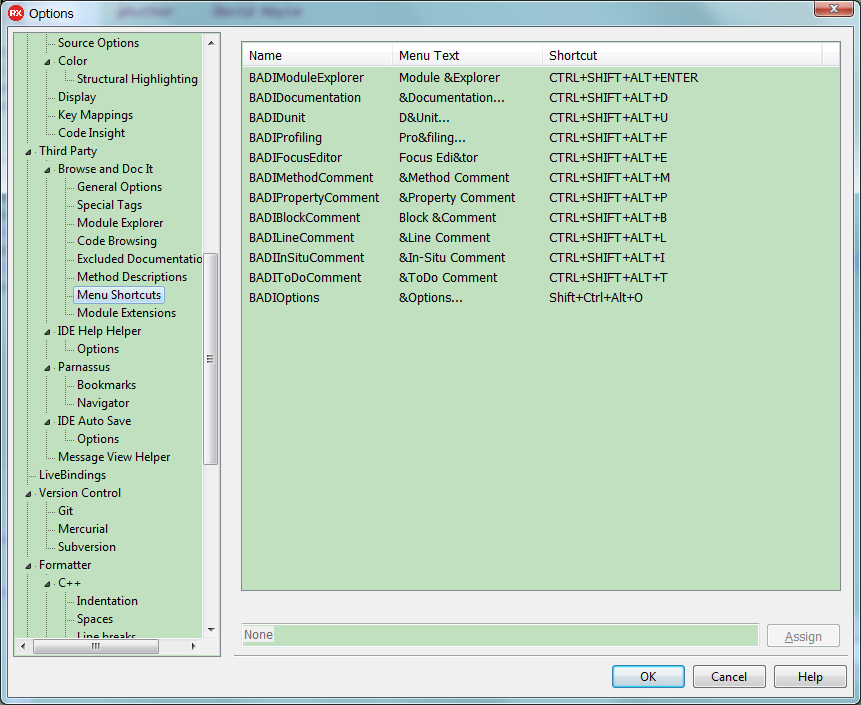 RX Options
Source Options
Color
Structural Highlighting
Display
Key Mappings
Code Insight
Third Party
Browse and Doc It
General Options
Special Tags
Module Explorer
Code Browsing
Excluded Documentatio
Method Descriptions
Menu Shortcuts
Module Extensions
IDE Help Helper
Options
Parnassus
Bookmarks
Navigator
IDE Auto Save
Options
Message View Helper
LiveBindings
Version Control
Git
Mercurial
Subversion
Formatter
C++
Indentation
Spaces
Line breaks
Name Menu Text Shortcut
BADIModuleExplorer Module &Explorer CTRL+SHIFT+ALT+ENTER
BADIDocumentation &Documentation... CTRL+SHIFT+ALT+D
BADIDunit D&Unit... CTRL+SHIFT+ALT+U
BADIProfiling Pro&filing... CTRL+SHIFT+ALT+F
BADIFocusEditor Focus Edi&tor CTRL+SHIFT+ALT+E
BADIMethodComment &Method Comment CTRL+SHIFT+ALT+M
BADIPropertyComment &Property Comment CTRL+SHIFT+ALT+P
BADIBlockComment Block &Comment CTRL+SHIFT+ALT+B
BADILineComment &Line Comment CTRL+SHIFT+ALT+L
BADIInSituComment &In-Situ Comment CTRL+SHIFT+ALT+I
BADIToDoComment &ToDo Comment CTRL+SHIFT+ALT+T
BADIOptions &Options... Shift+Ctrl+Alt+O
None
Assign
OK Cancel Help